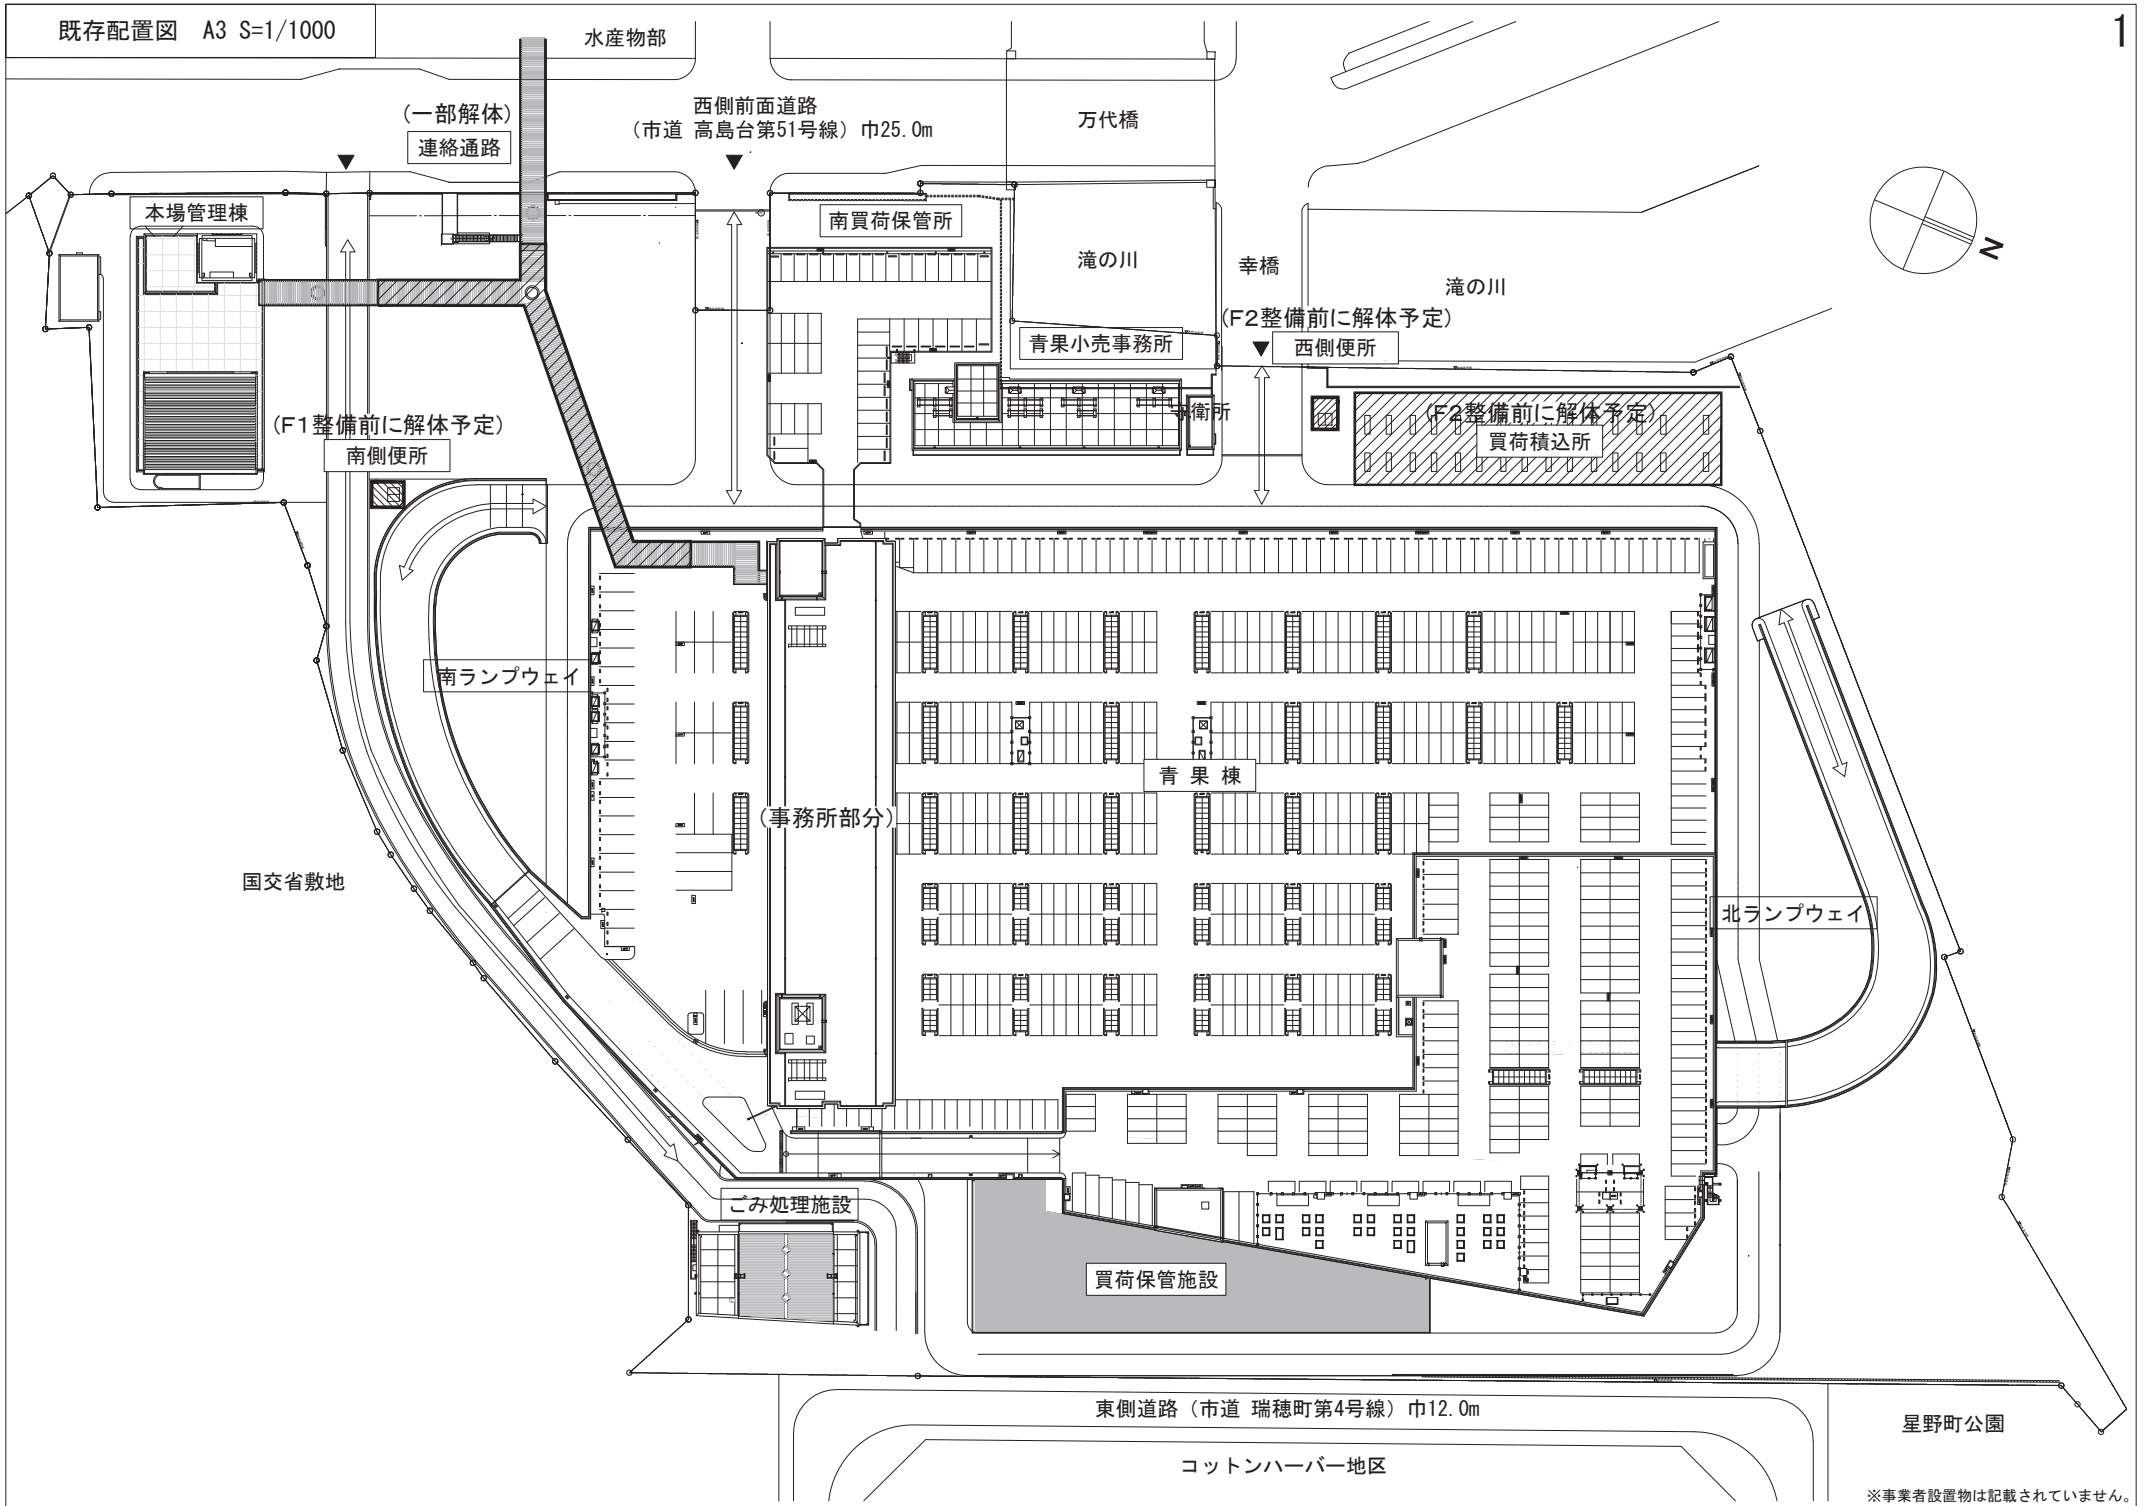 既存配置図　A3 S=1/1000
1
水産物部
(一部解体)
連絡通路
西側前面道路
(市道 高島台第51号線) 巾25.0m
万代橋
本場管理棟
南買荷保管所
滝の川
幸橋
滝の川
N
(F2整備前に解体予定)
青果小売事務所
西側便所
守衛所
(F1整備前に解体予定)
南側便所
(F2整備前に解体予定)
買荷積込所
南ランプウェイ
青果棟
(事務所部分)
国交省敷地
北ランプウェイ
ごみ処理施設
買荷保管施設
東側道路（市道 瑞穂町第4号線）巾12.0m
星野町公園
コットンハーバー地区
※事業者設置物は記載されていません。